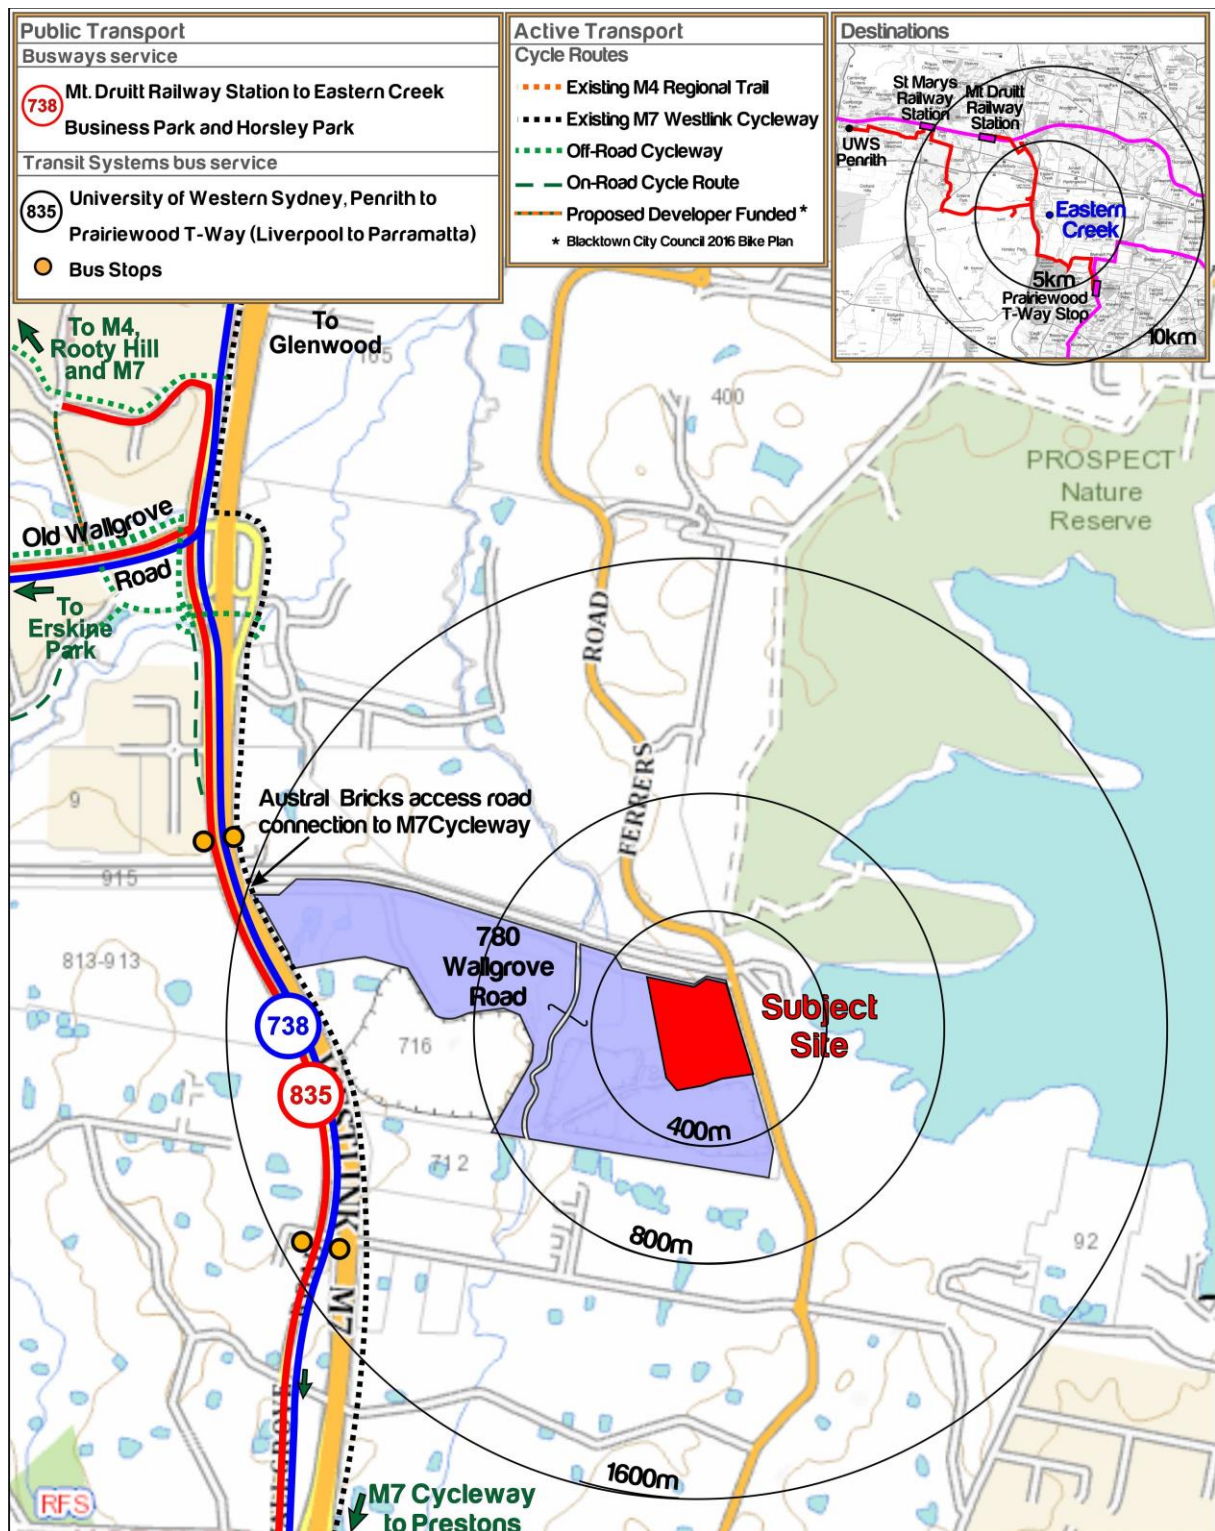 Public Transport
Busways service
738
Mt. Druitt Railway Station to Eastern Creek
Business Park and Horsley Park
Transit Systems bus service
835
University of Western Sydney, Penrith to
Prairiewood T-Way (Liverpool to Paramatta)
Bus Stops
Active Transport
Cycle Routes
Existing M4 Regional Trail
Existing M7 Westlink Cycleway
Off-Road Cycleway
On-Road Cycle Route
Proposed Developer Funded *
* Blacktown City Council 2016 Bike Plan
Destinations
St Marys
Railway
Station
Mt Druitt
Railway
Station
UWS
Penrith
Eastern
Creek
5km
Prairiewood
T-Way Stop
10km
To M4,
Rooty Hill
and M7
To
Glenwood
165
400
PROSPECT
Nature
Reserve
Old Wallgrove
Road
To
Erskine
Park
ROAD
FERRERS
9
Austral Bricks access road
connection to M7Cycleway
915
813-913
780
Wallgrove
Road
Subject
Site
738
716
835
400m
712
WESTLINK
M7
800m
92
1600m
RFS
M7 Cycleway
to Prestons